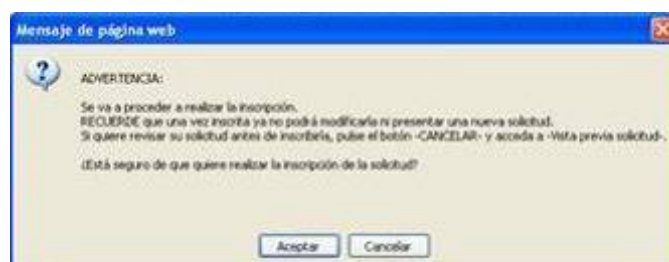 Mensaje de página web
ADVERTENCIA:
Se va a proceder a realizar la inscripción.
RECUERDE que una vez inscrita ya no podrá modificarla ni presentar una nueva solicitud.
Si quiere revisar su solicitud antes de inscribirla, pulse el botón -CANCELAR- y acceda a -Vista previa solicitud-.
¿Está seguro de que quiere realizar la inscripción de la solicitud?
Aceptar Cancelar